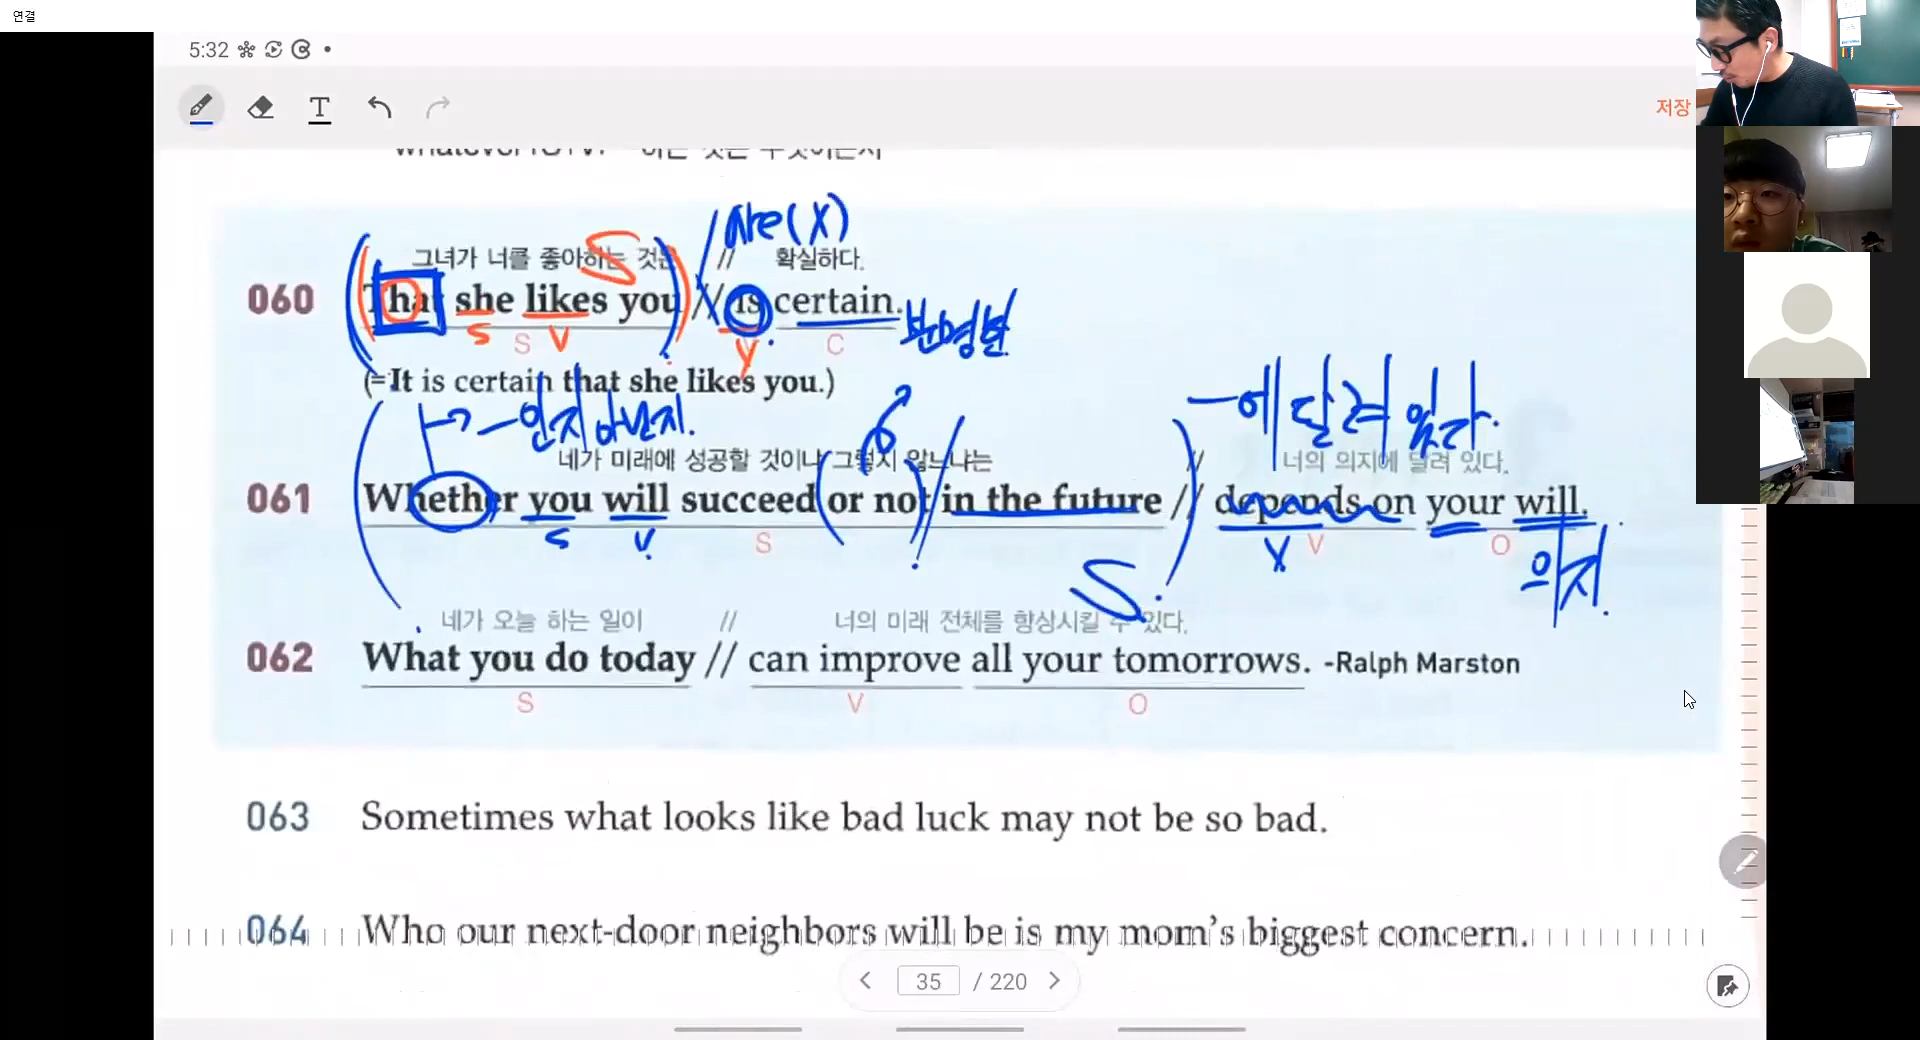 연결
5:32
저장
060
그녀가 너를 좋아하는 것은 // 확실하다.
are(X)
That she likes you // is certain.
S V
S V C
(= It is certain that she likes you.)
→ ~인지 아닌지.
~에 달려 있다.
061
네가 미래에 성공할 것이냐 그렇지 않느냐는 // 너의 의지에 달려 있다.
Whether you will succeed or not in the future // depends on your will.
S V S V O
S
의지.
062
네가 오늘 하는 일이 // 너의 미래 전체를 향상시킬 수 있다.
What you do today // can improve all your tomorrows. -Ralph Marston
S V O
063 Sometimes what looks like bad luck may not be so bad.
064 Who our next-door neighbors will be is my mom's biggest concern.
35 / 220